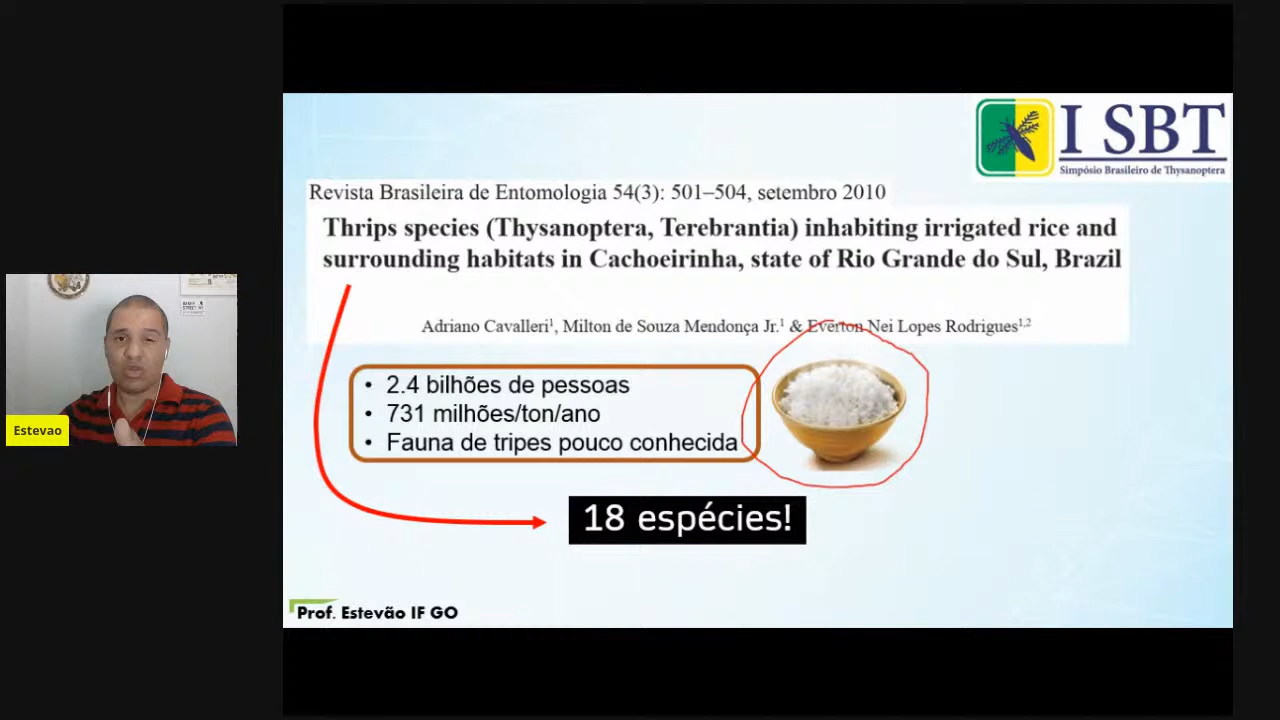 I SBT
Simpósio Brasileiro de Thysanoptera
Revista Brasileira de Entomologia 54(3): 501–504, setembro 2010
Thrips species (Thysanoptera, Terebrantia) inhabiting irrigated rice and
surrounding habitats in Cachoeirinha, state of Rio Grande do Sul, Brazil
Adriano Cavalleri¹, Milton de Souza Mendonça Jr.¹ & Everton Nei Lopes Rodrigues¹,²
• 2.4 bilhões de pessoas
• 731 milhões/ton/ano
• Fauna de tripes pouco conhecida
18 espécies!
Prof. Estevão IF GO
BAKER
STREET
Estevao